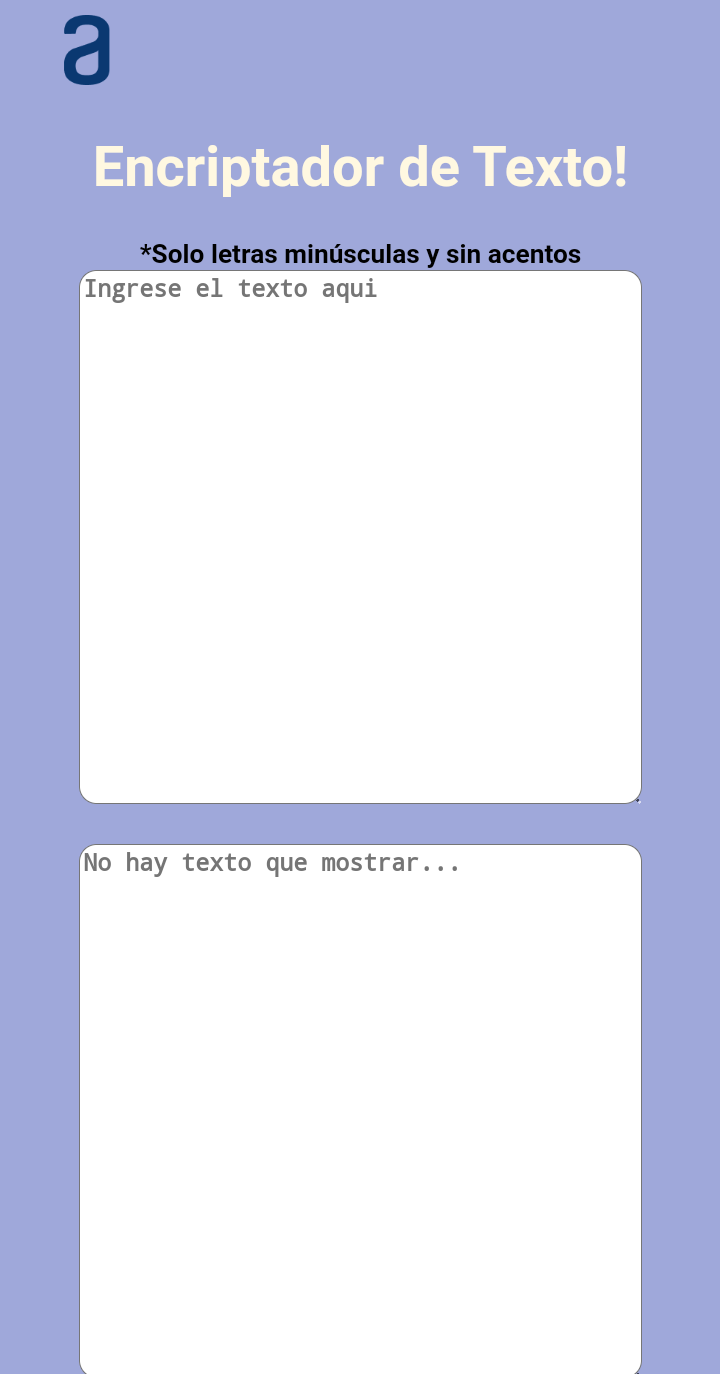 a
Encriptador de Texto!
*Solo letras minúsculas y sin acentos
Ingrese el texto aqui
No hay texto que mostrar...